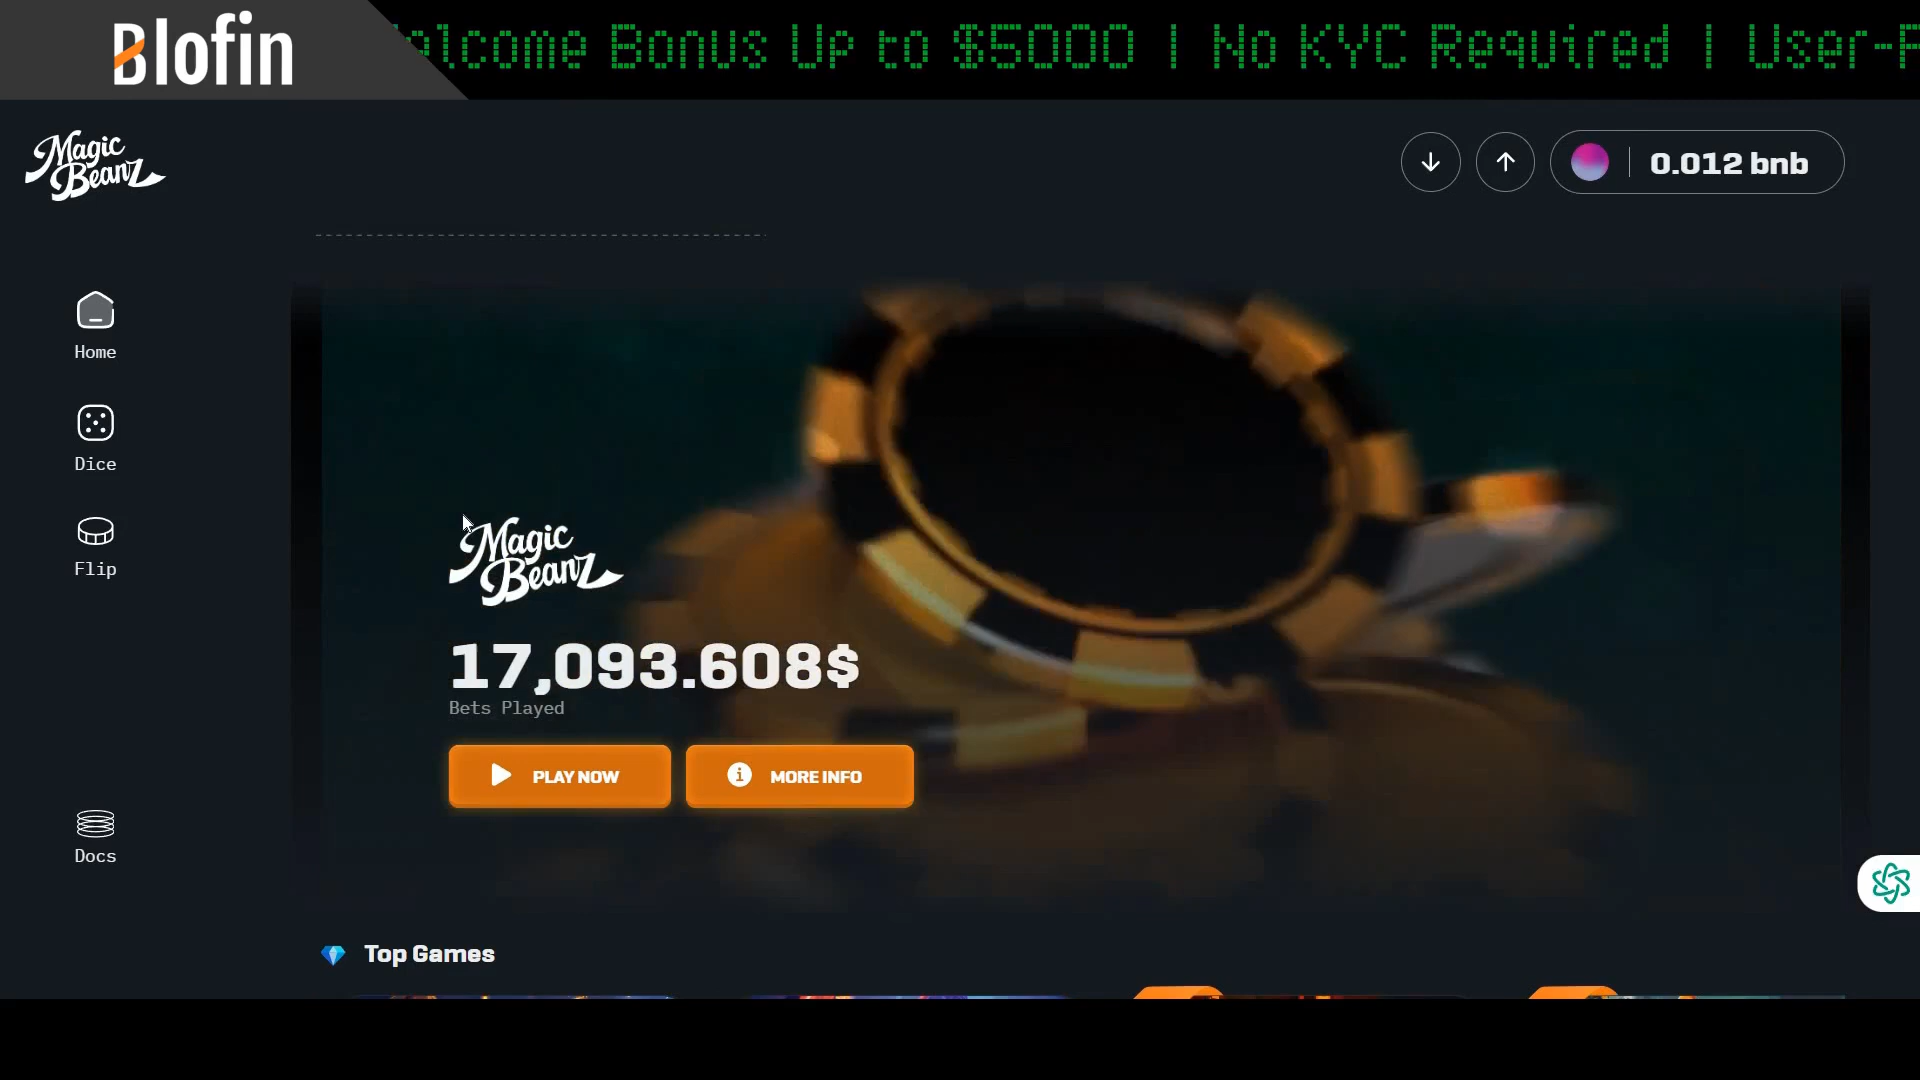 Blofin
lcome Bonus Up to $5000 | No KYC Required | User-F
Magic
Beanz
0.012 bnb
Home
Dice
Flip
Docs
Magic
Beanz
17,093.608$
Bets Played
PLAY NOW
MORE INFO
Top Games